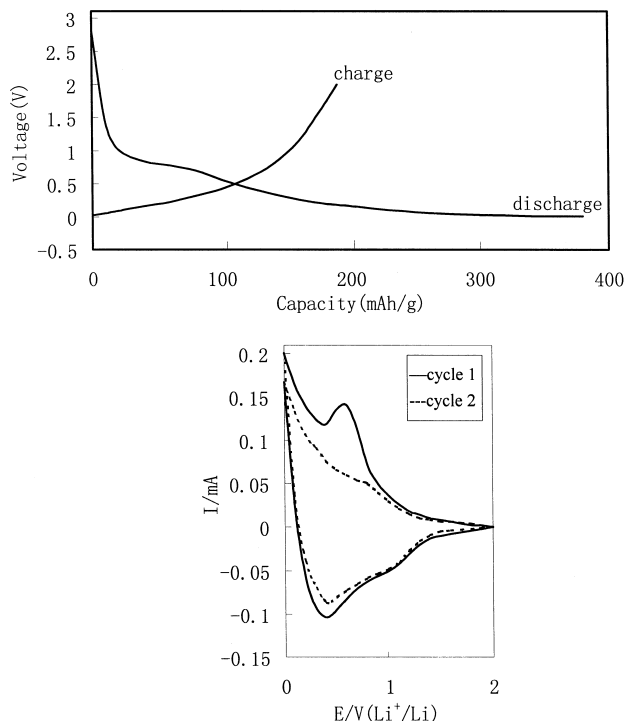 3
2.5
2
1.5
1
0.5
0
-0.5
Voltage(V)
charge
discharge
0 100 200 300 400
Capacity(mAh/g)
0.2
0.15
0.1
0.05
0
-0.05
-0.1
-0.15
I/mA
cycle 1
cycle 2
0 1 2
E/V(Li⁺/Li)